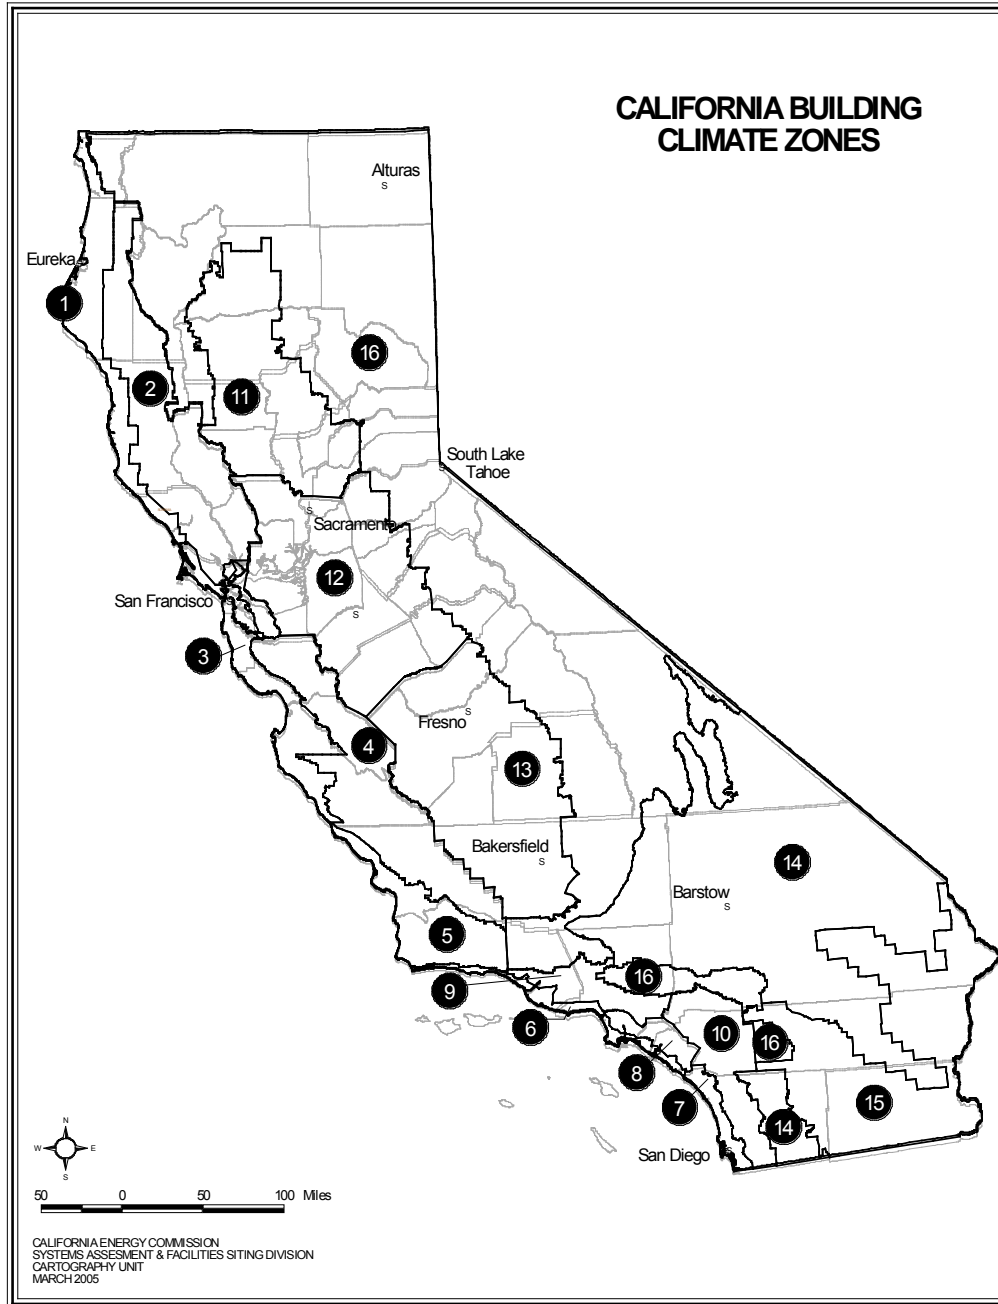 CALIFORNIA BUILDING
CLIMATE ZONES
Alturas
S
Eureka
1
16
2
11
South Lake
Tahoe
S
Sacramento
12
San Francisco
S
3
Fresno
S
4
13
Bakersfield
S
14
Barstow
S
5
9
16
6
10
16
8
7
15
14
San Diego
S
N
W
E
S
50
0
50
100 Miles
CALIFORNIA ENERGY COMMISSION
SYSTEMS ASSESMENT & FACILITIES SITING DIVISION
CARTOGRAPHY UNIT
MARCH 2005